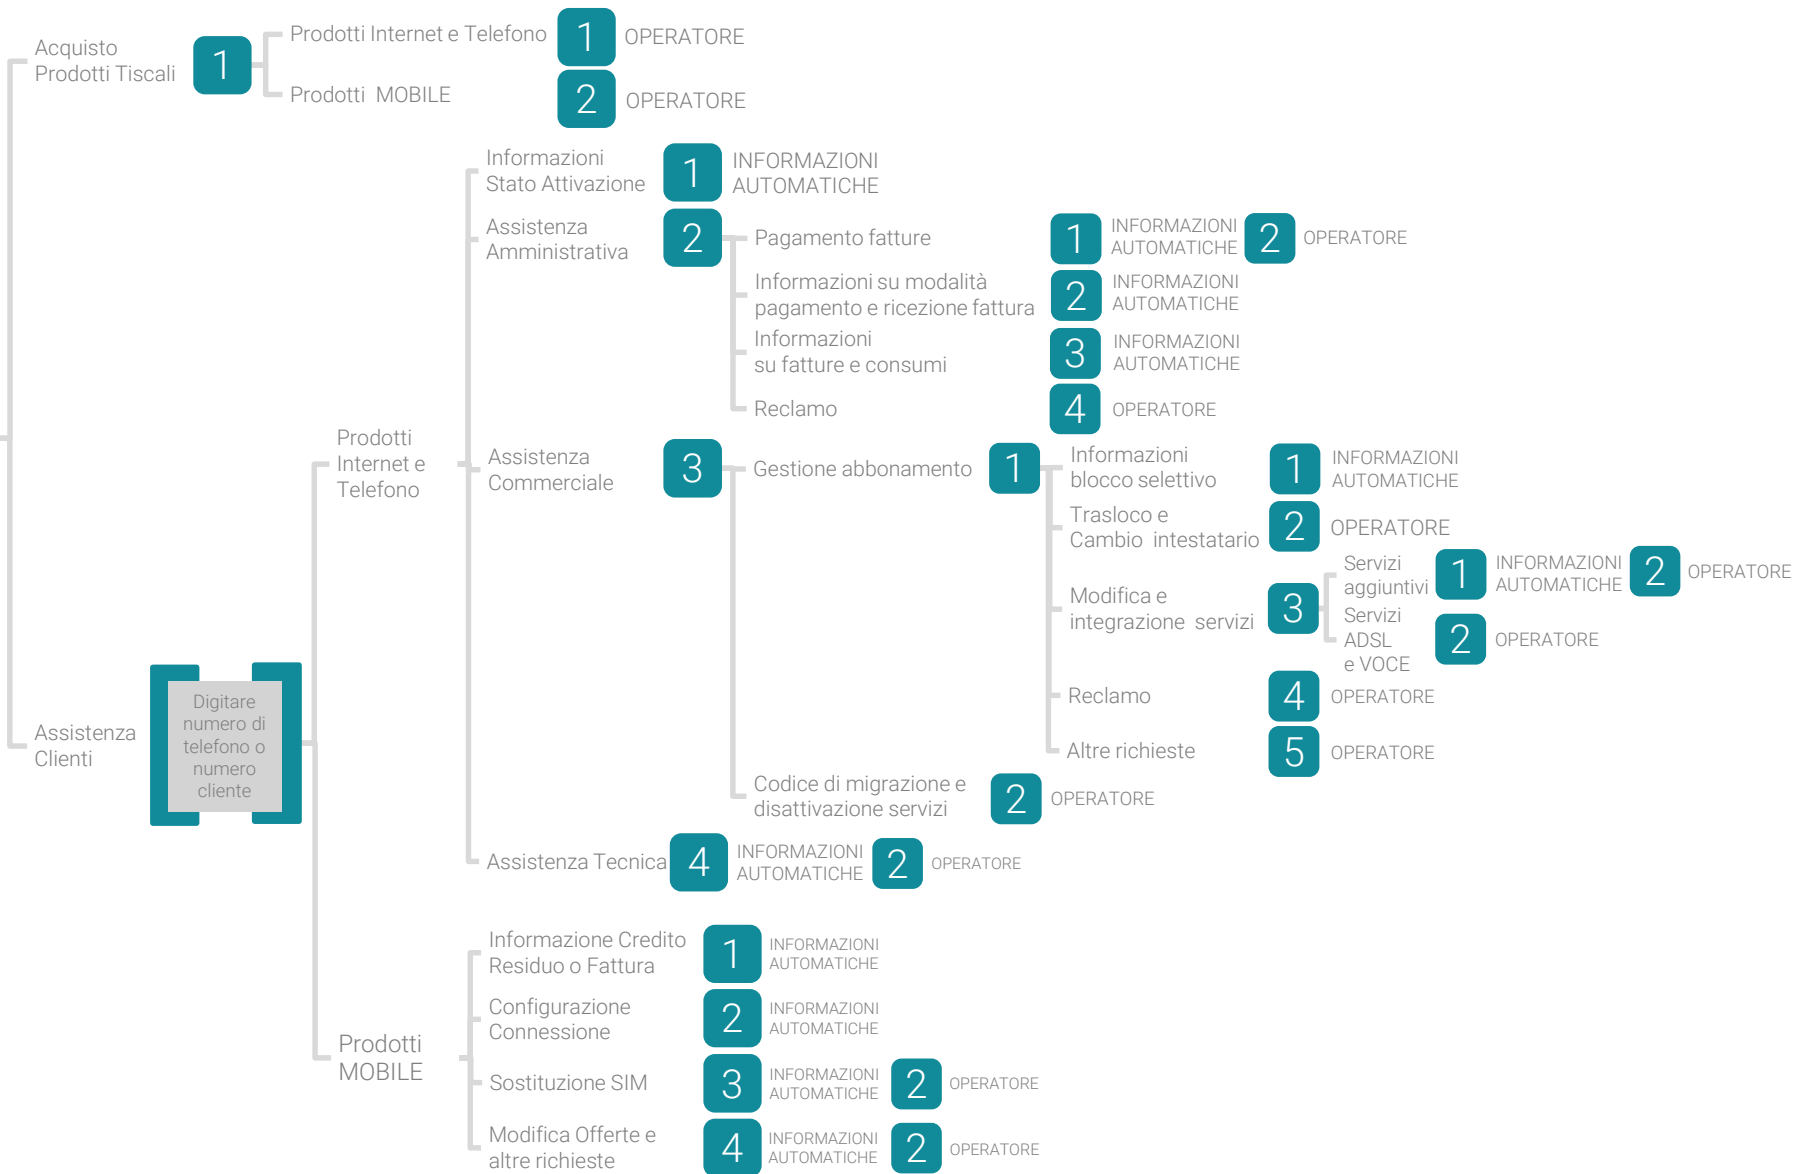 Acquisto
Prodotti Tiscali
1
Prodotti Internet e Telefono
1
OPERATORE
Prodotti MOBILE
2
OPERATORE
Assistenza
Clienti
Digitare
numero di
telefono o
numero
cliente
Prodotti
Internet e
Telefono
Informazioni
Stato Attivazione
1
INFORMAZIONI
AUTOMATICHE
Assistenza
Amministrativa
2
Pagamento fatture
1
INFORMAZIONI
AUTOMATICHE
2
OPERATORE
Informazioni su modalità
pagamento e ricezione fattura
2
INFORMAZIONI
AUTOMATICHE
Informazioni
su fatture e consumi
3
INFORMAZIONI
AUTOMATICHE
Reclamo
4
OPERATORE
Assistenza
Commerciale
3
Gestione abbonamento
1
Informazioni
blocco selettivo
1
INFORMAZIONI
AUTOMATICHE
Trasloco e
Cambio intestatario
2
OPERATORE
Modifica e
integrazione servizi
3
Servizi
aggiuntivi
1
INFORMAZIONI
AUTOMATICHE
2
OPERATORE
Servizi
ADSL
e VOCE
2
OPERATORE
Reclamo
4
OPERATORE
Altre richieste
5
OPERATORE
Codice di migrazione e
disattivazione servizi
2
OPERATORE
Assistenza Tecnica
4
INFORMAZIONI
AUTOMATICHE
2
OPERATORE
Prodotti
MOBILE
Informazione Credito
Residuo o Fattura
1
INFORMAZIONI
AUTOMATICHE
Configurazione
Connessione
2
INFORMAZIONI
AUTOMATICHE
Sostituzione SIM
3
INFORMAZIONI
AUTOMATICHE
2
OPERATORE
Modifica Offerte e
altre richieste
4
INFORMAZIONI
AUTOMATICHE
2
OPERATORE